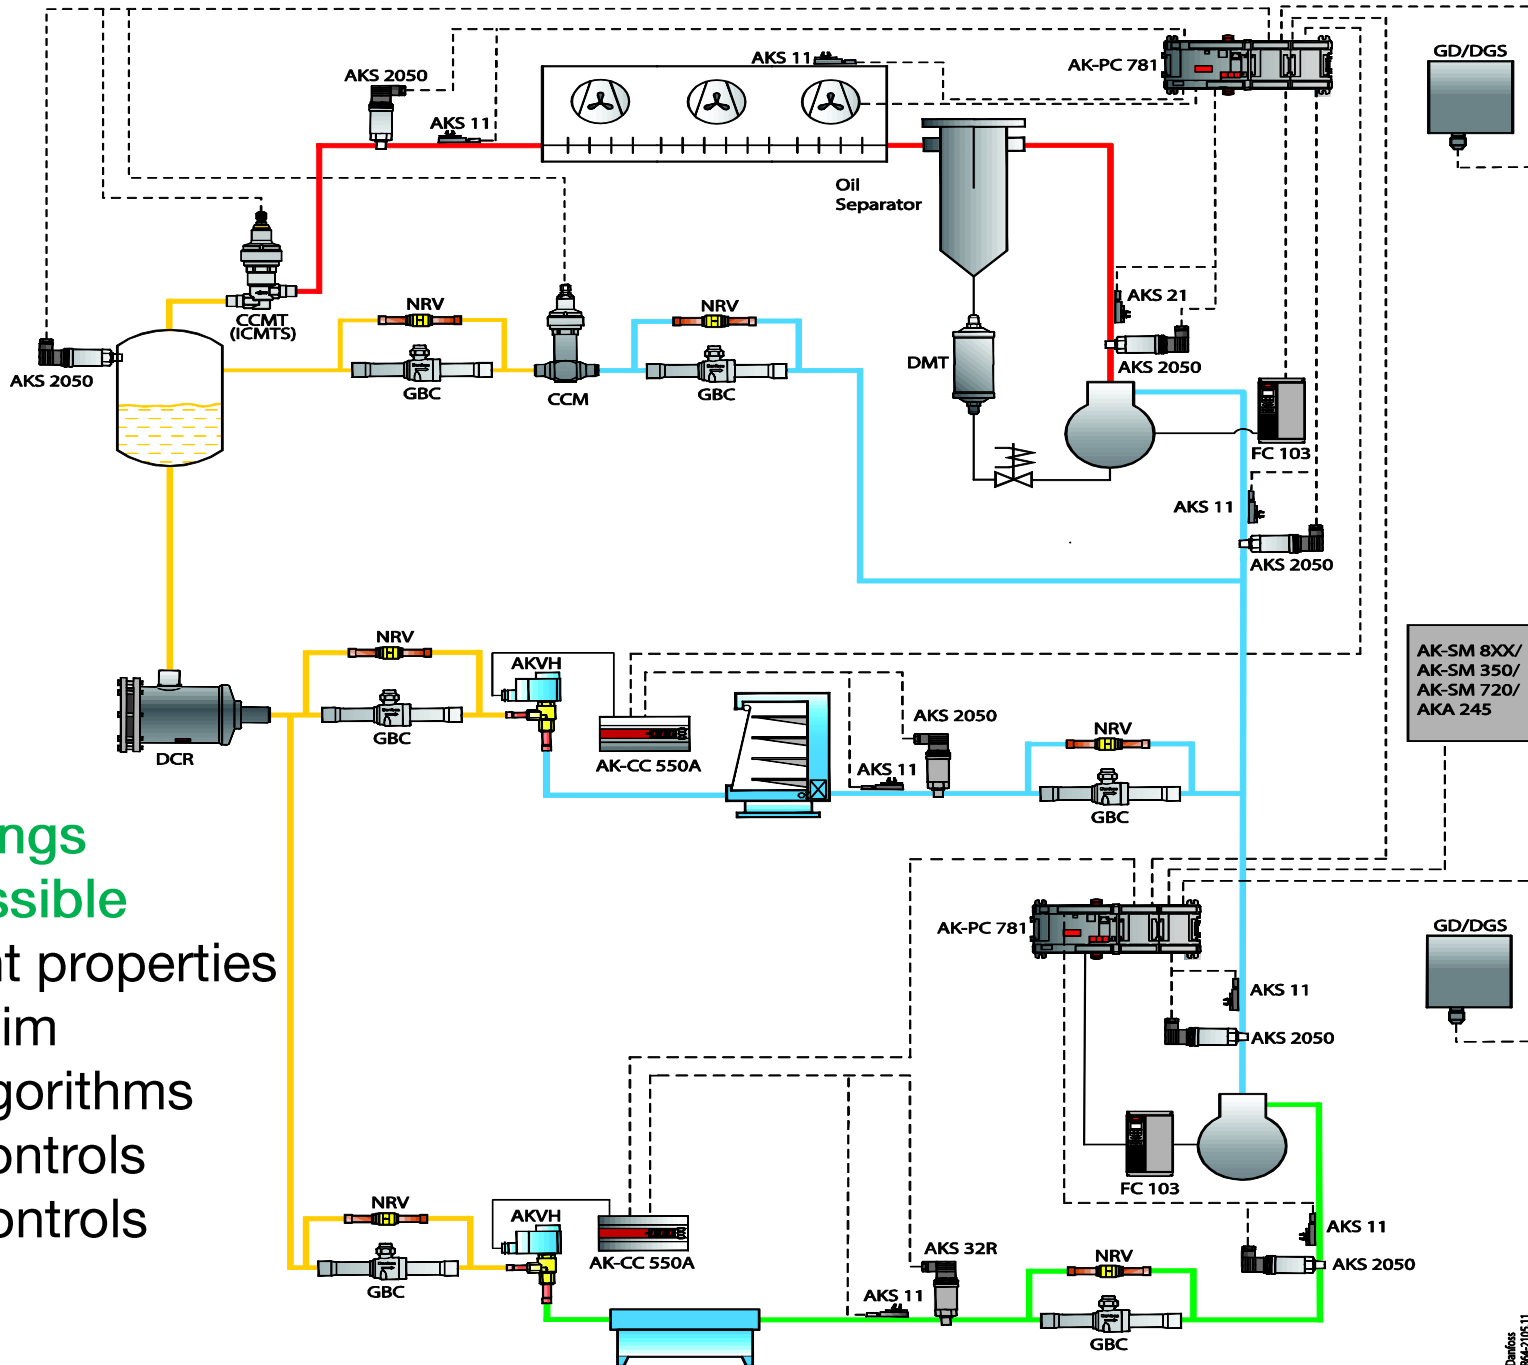 GD/DGS
AKS 11
AK-PC 781
AKS 2050
AKS 11
Oil
Separator
CCMT
(ICMTS)
NRV
NRV
AKS 21
AKS 2050
GBC
CCM
GBC
DMT
AKS 2050
FC 103
AKS 11
AKS 2050
NRV
AKVH
AK-SM 8XX/
AK-SM 350/
AK-SM 720/
AKA 245
GBC
DCR
AK-CC 550A
AKS 2050
AKS 11
NRV
GBC
ngs
ssible
nt properties
im
gorithms
ontrols
ontrols
AK-PC 781
GD/DGS
AKS 11
AKS 2050
FC 103
NRV
AKVH
GBC
AK-CC 550A
AKS 32R
AKS 11
NRV
GBC
AKS 11
AKS 2050
Danfoss